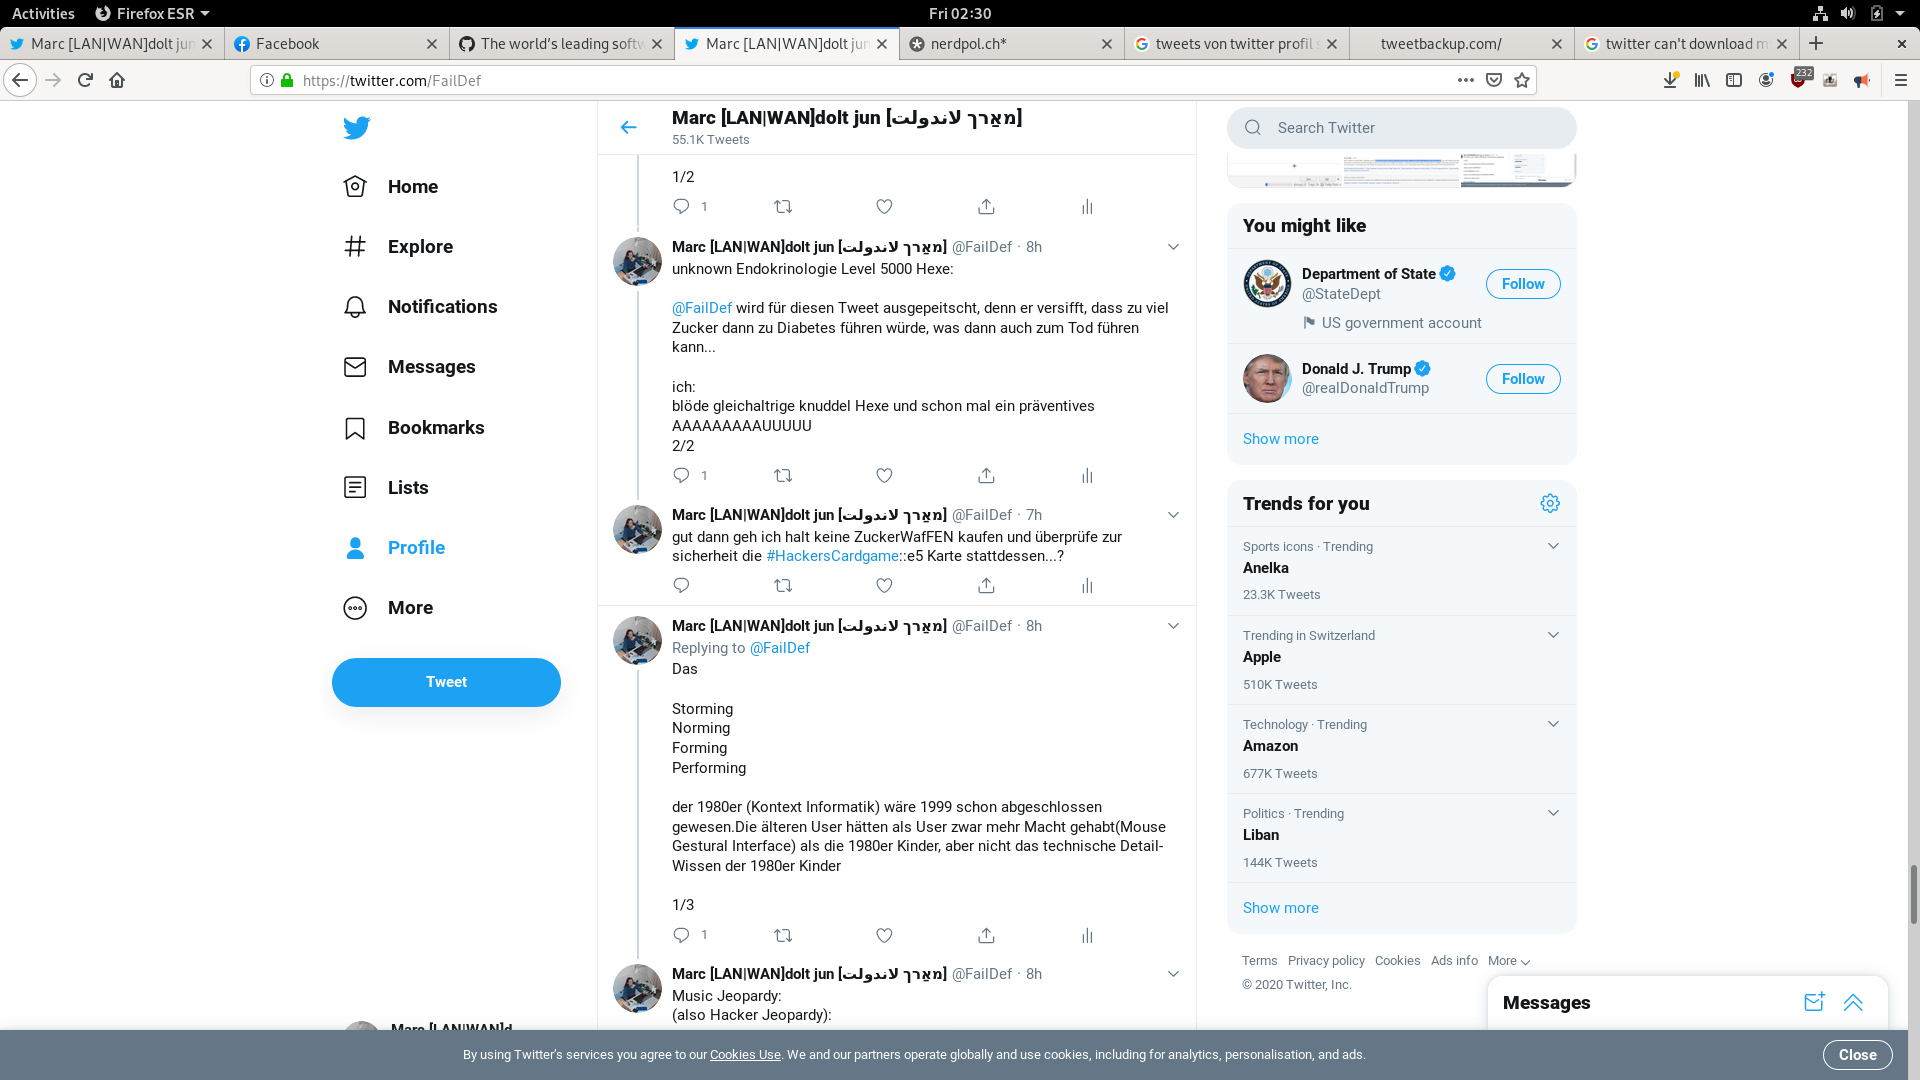 Activities Firefox ESR Fri 02:30
Marc [LAN|WAN]dolt jun Facebook The world's leading softw Marc [LAN|WAN]dolt jun nerdpol.ch* tweets von twitter profil s tweetbackup.com/ twitter can't download m
https://twitter.com/FailDef 232
Home
Explore
Notifications
Messages
Bookmarks
Lists
Profile
More
Tweet
Marc [LAN|WAN]d
Marc [LAN|WAN]dolt jun [מאַרך לאנדולת]
55.1K Tweets
1/2
1
Marc [LAN|WAN]dolt jun [מאַרך לאנדולת] @FailDef · 8h
unknown Endokrinologie Level 5000 Hexe:
@FailDef wird für diesen Tweet ausgepeitscht, denn er versifft, dass zu viel
Zucker dann zu Diabetes führen würde, was dann auch zum Tod führen
kann...
ich:
blöde gleichaltrige knuddel Hexe und schon mal ein präventives
AAAAAAAAAUUUUU
2/2
1
Marc [LAN|WAN]dolt jun [מאַרך לאנדולת] @FailDef · 7h
gut dann geh ich halt keine ZuckerWafFEN kaufen und überprüfe zur
sicherheit die #HackersCardgame::e5 Karte stattdessen...?
Marc [LAN|WAN]dolt jun [מאַרך לאנדולת] @FailDef · 8h
Replying to @FailDef
Das
Storming
Norming
Forming
Performing
der 1980er (Kontext Informatik) wäre 1999 schon abgeschlossen
gewesen.Die älteren User hätten als User zwar mehr Macht gehabt(Mouse
Gestural Interface) als die 1980er Kinder, aber nicht das technische Detail-
Wissen der 1980er Kinder
1/3
1
Marc [LAN|WAN]dolt jun [מאַרך לאנדולת] @FailDef · 8h
Music Jeopardy:
(also Hacker Jeopardy):
Search Twitter
You might like
Department of State
@StateDept
US government account
Follow
Donald J. Trump
@realDonaldTrump
Follow
Show more
Trends for you
Sports icons · Trending
Anelka
23.3K Tweets
Trending in Switzerland
Apple
510K Tweets
Technology · Trending
Amazon
677K Tweets
Politics · Trending
Liban
144K Tweets
Show more
Terms Privacy policy Cookies Ads info More
© 2020 Twitter, Inc.
Messages
By using Twitter's services you agree to our Cookies Use. We and our partners operate globally and use cookies, including for analytics, personalisation, and ads.
Close